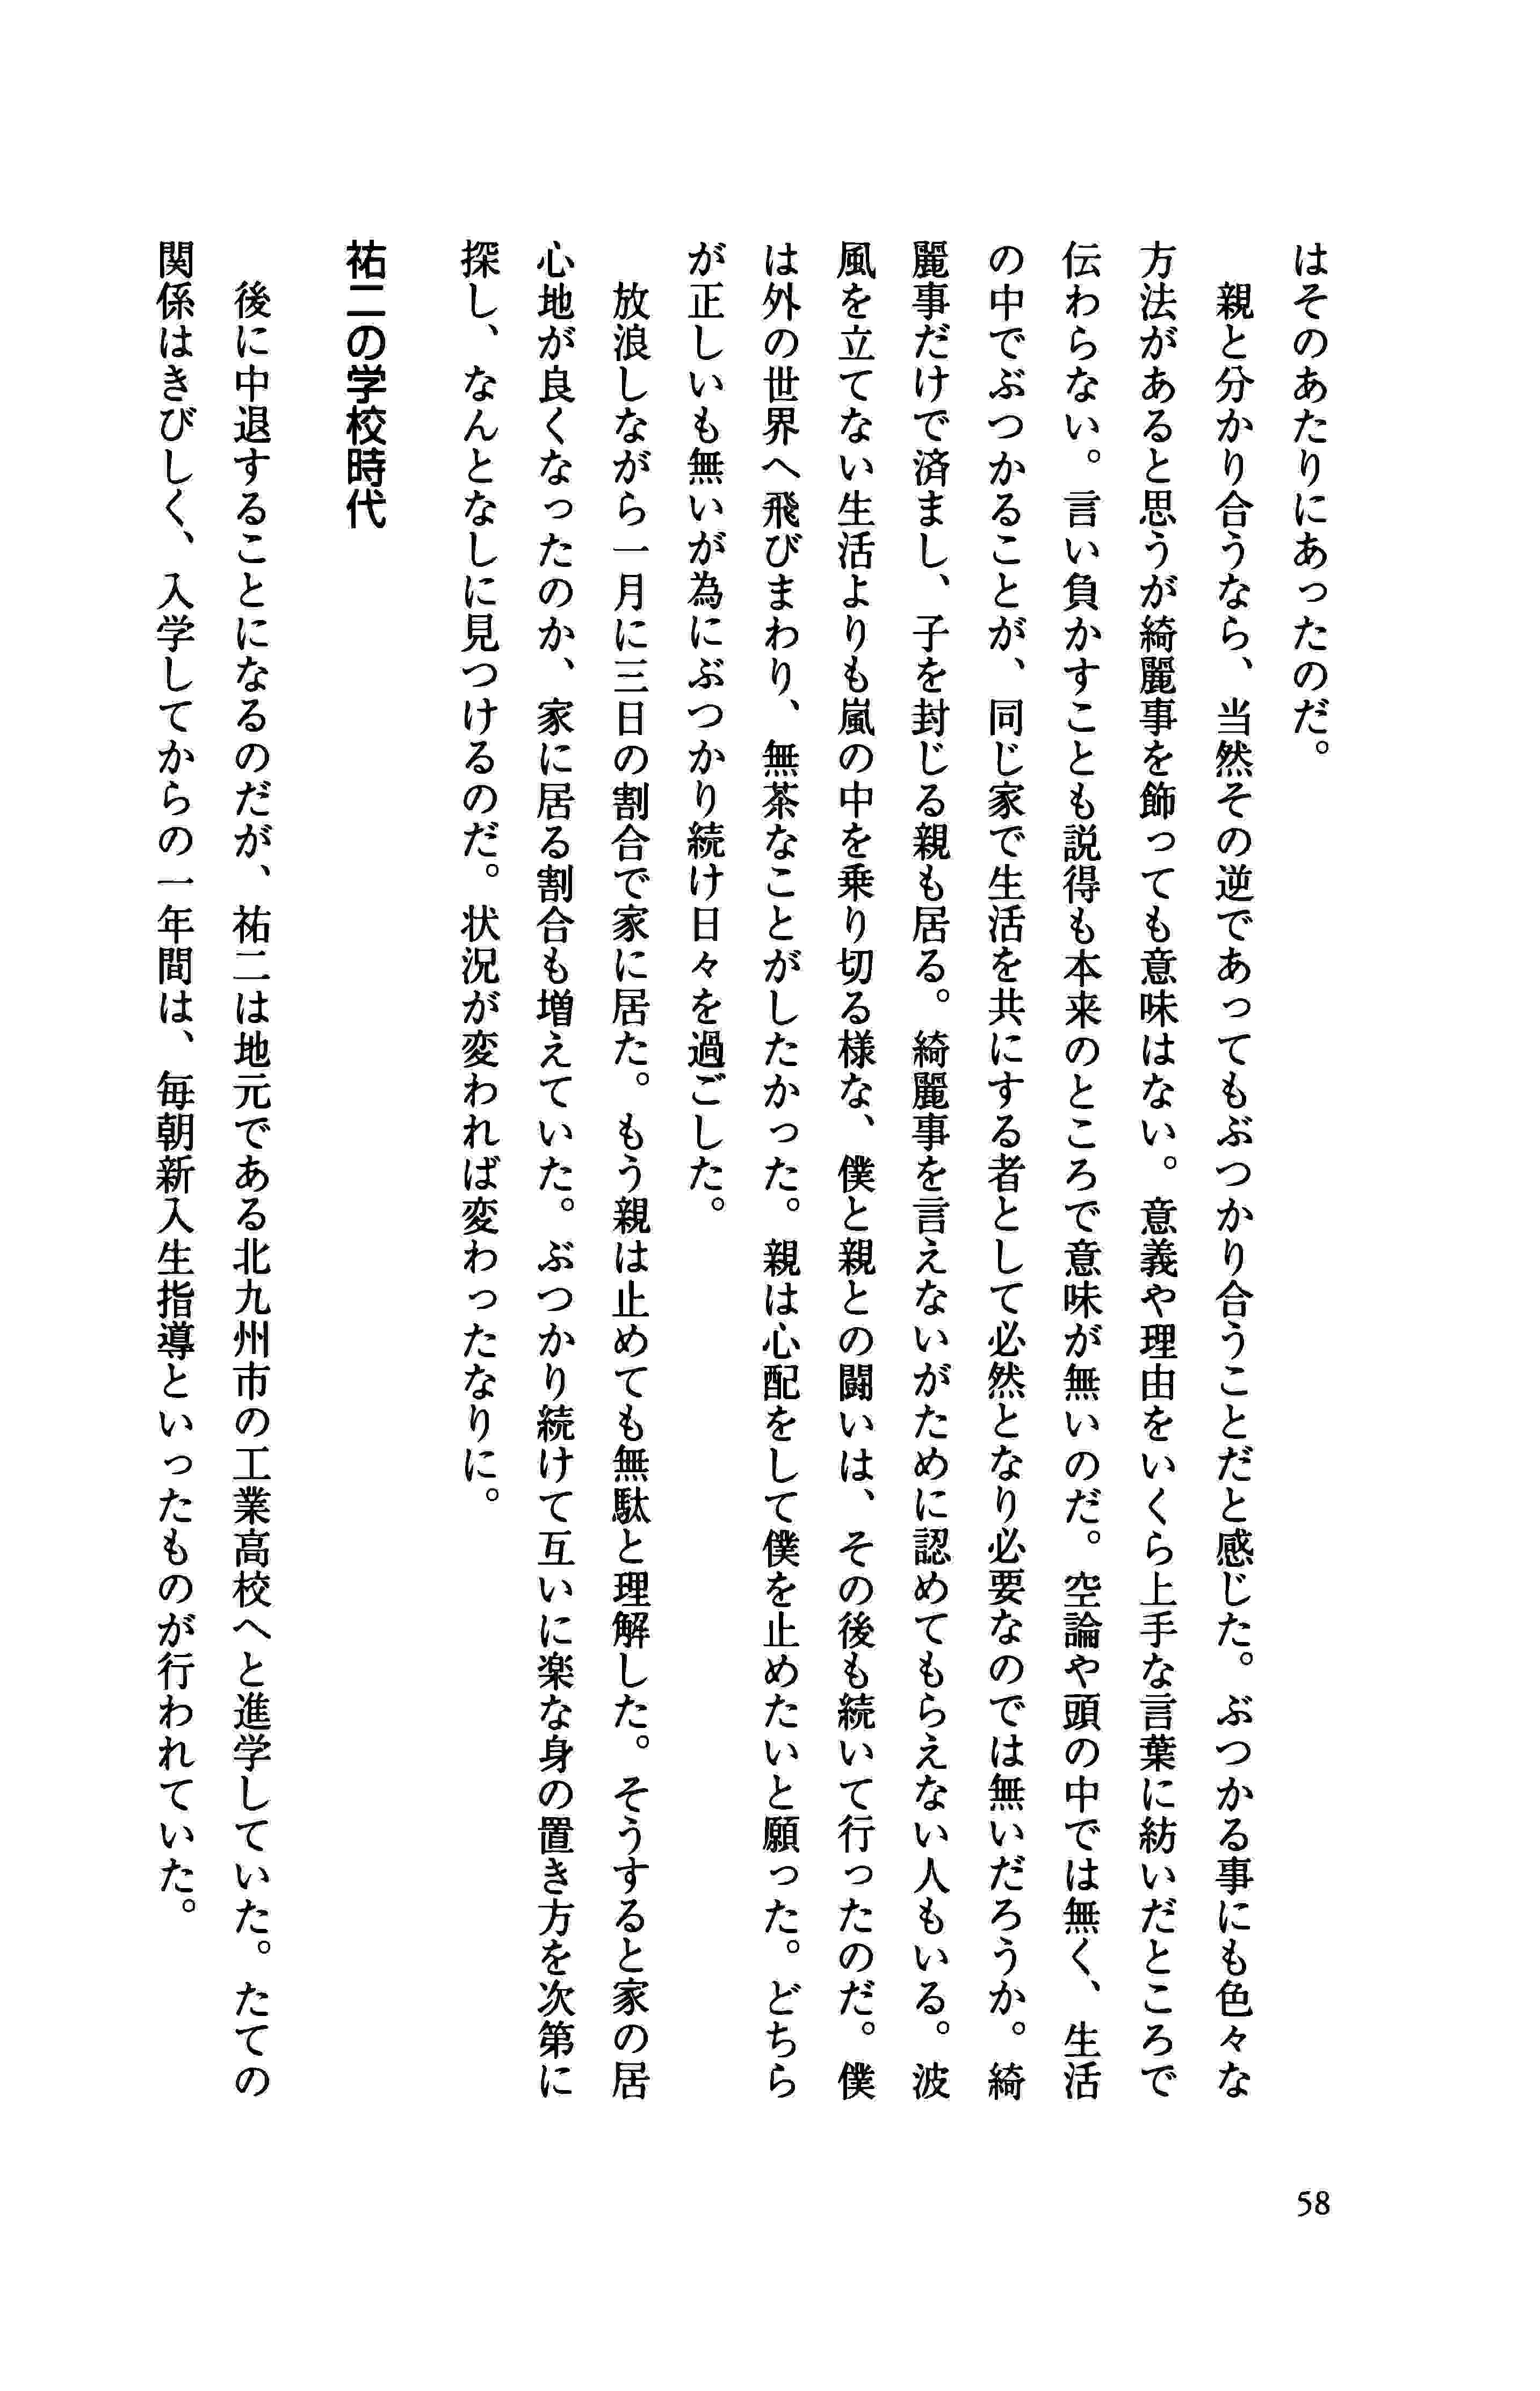 はそのあたりにあったのだ。
親と分かり合うなら、当然その逆であってもぶつかり合うことだと感じた。ぶつかる事にも色々な
方法があると思うが綺麗事を飾っても意味はない。意義や理由をいくら上手な言葉に紡いだところで
伝わらない。言い負かすことも説得も本来のところで意味が無いのだ。空論や頭の中では無く、生活
の中でぶつかることが、同じ家で生活を共にする者として必然となり必要なのでは無いだろうか。綺
麗事だけで済まし、子を封じる親も居る。綺麗事を言えないがために認めてもらえない人もいる。波
風を立てない生活よりも嵐の中を乗り切る様な、僕と親との闘いは、その後も続いて行ったのだ。僕
は外の世界へ飛びまわり、無茶なことがしたかった。親は心配をして僕を止めたいと願った。どちら
が正しいも無いが為にぶつかり続け日々を過ごした。
放浪しながら一月に三日の割合で家に居た。もう親は止めても無駄と理解した。そうすると家の居
心地が良くなったのか、家に居る割合も増えていた。ぶつかり続けて互いに楽な身の置き方を次第に
探し、なんとなしに見つけるのだ。状況が変われば変わったなりに。
祐二の学校時代
後に中退することになるのだが、祐二は地元である北九州市の工業高校へと進学していた。たての
関係はきびしく、入学してからの一年間は、毎朝新入生指導といったものが行われていた。
58